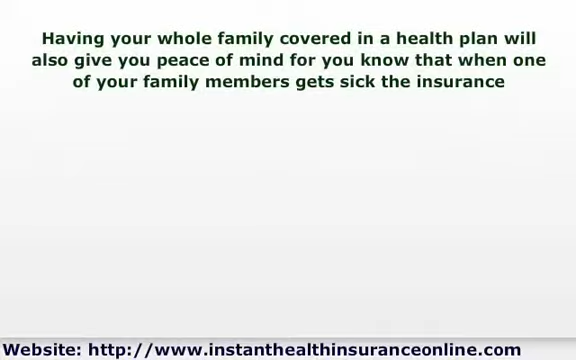 Having your whole family covered in a health plan will
also give you peace of mind for you know that when one
of your family members gets sick the insurance
Website: http://www.instanthealthinsuranceonline.com